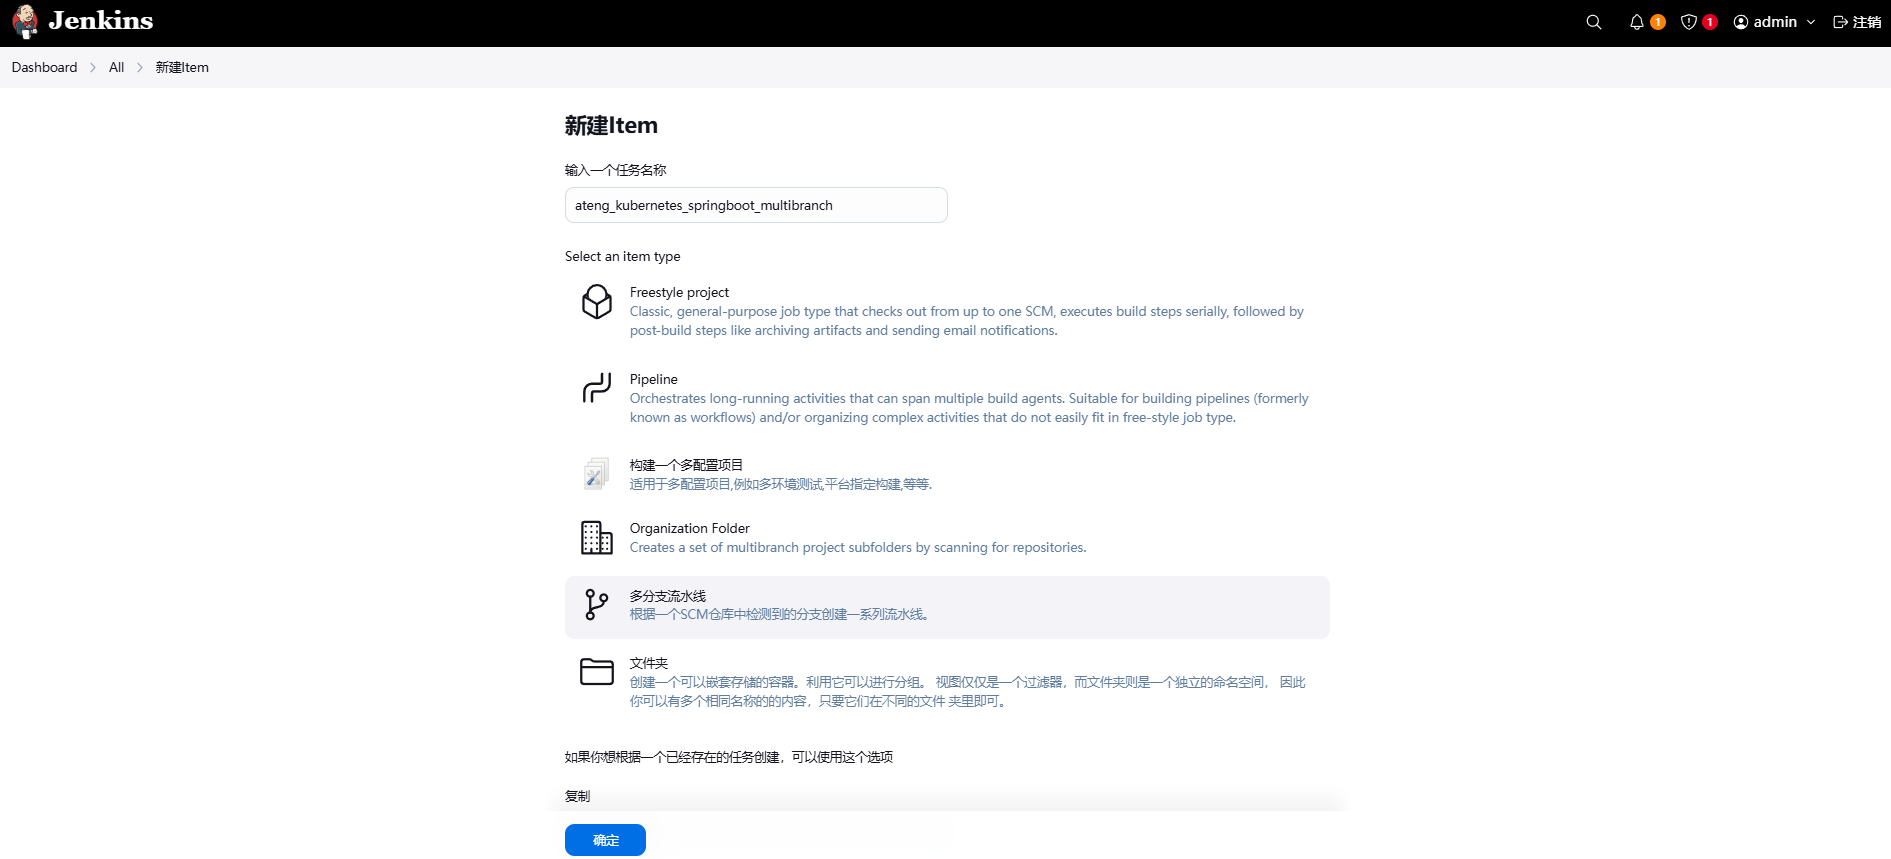 Jenkins
1
1
admin
注销
Dashboard
All
新建Item
新建Item
输入一个任务名称
ateng_kubernetes_springboot_multibranch
Select an item type
Freestyle project
Classic, general-purpose job type that checks out from up to one SCM, executes build steps serially, followed by
post-build steps like archiving artifacts and sending email notifications.
Pipeline
Orchestrates long-running activities that can span multiple build agents. Suitable for building pipelines (formerly
known as workflows) and/or organizing complex activities that do not easily fit in free-style job type.
构建一个多配置项目
适用于多配置项目,例如多环境测试,平台指定构建,等等.
Organization Folder
Creates a set of multibranch project subfolders by scanning for repositories.
多分支流水线
根据一个SCM仓库中检测到的分支创建一系列流水线。
文件夹
创建一个可以嵌套存储的容器。利用它可以进行分组。 视图仅仅是一个过滤器，而文件夹则是一个独立的命名空间， 因此
你可以有多个相同名称的的内容，只要它们在不同的文件 夹里即可。
如果你想根据一个已经存在的任务创建，可以使用这个选项
复制
确定